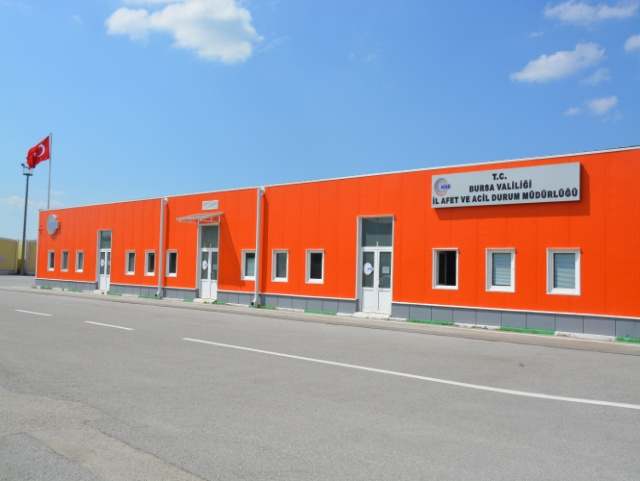 T.C.
BURSA VALİLİĞİ
İL AFET VE ACİL DURUM MÜDÜRLÜĞÜ